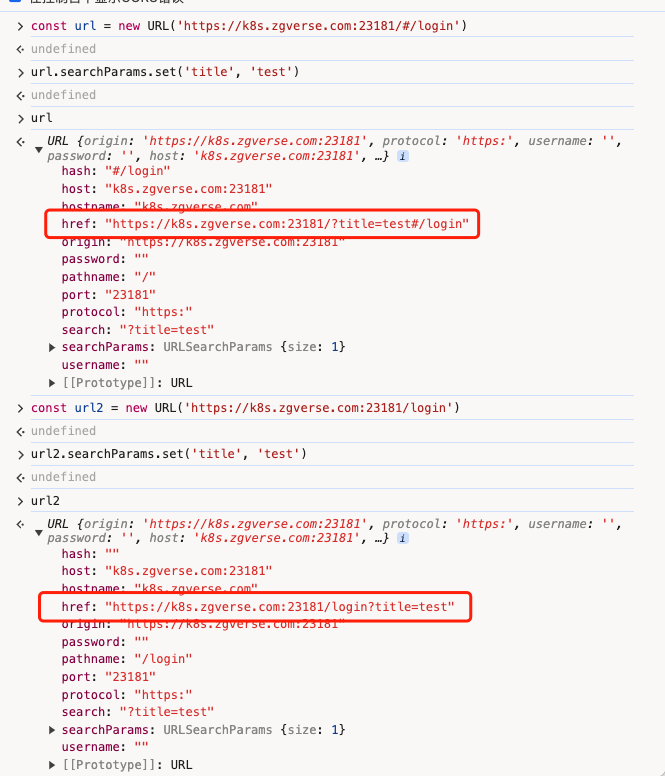 > const url = new URL('https://k8s.zgverse.com:23181/#/login')
undefined
> url.searchParams.set('title', 'test')
undefined
> url
URL {origin: 'https://k8s.zgverse.com:23181', protocol: 'https:', username: '',
password: '', host: 'k8s.zgverse.com:23181', …} i
hash: "#/login"
host: "k8s.zgverse.com:23181"
hostname: "k8s.zgverse.com"
href: "https://k8s.zgverse.com:23181/?title=test#/login"
origin: "https://k8s.zgverse.com:23181"
password: ""
pathname: "/"
port: "23181"
protocol: "https:"
search: "?title=test"
searchParams: URLSearchParams {size: 1}
username: ""
[[Prototype]]: URL
> const url2 = new URL('https://k8s.zgverse.com:23181/login')
undefined
> url2.searchParams.set('title', 'test')
undefined
> url2
URL {origin: 'https://k8s.zgverse.com:23181', protocol: 'https:', username: '',
password: '', host: 'k8s.zgverse.com:23181', …} i
hash: ""
host: "k8s.zgverse.com:23181"
hostname: "k8s.zgverse.com"
href: "https://k8s.zgverse.com:23181/login?title=test"
origin: "https://k8s.zgverse.com:23181"
password: ""
pathname: "/login"
port: "23181"
protocol: "https:"
search: "?title=test"
searchParams: URLSearchParams {size: 1}
username: ""
[[Prototype]]: URL